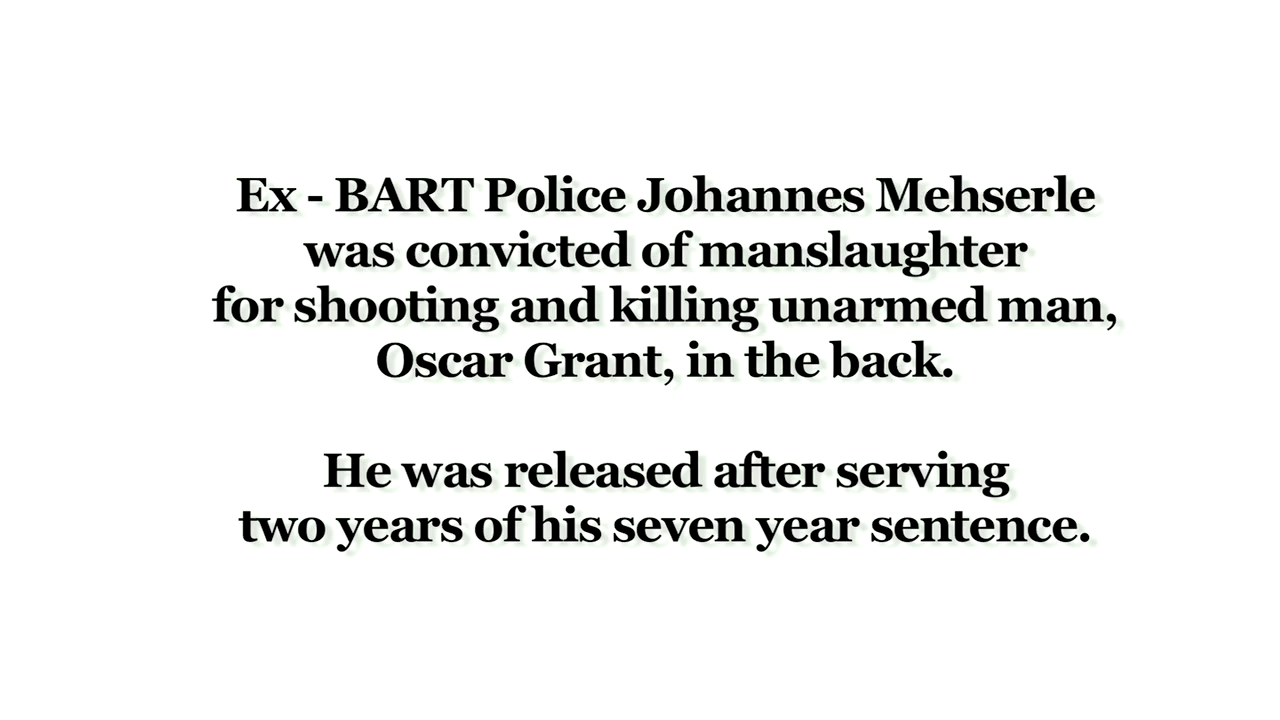 Ex - BART Police Johannes Mehserle
was convicted of manslaughter
for shooting and killing unarmed man,
Oscar Grant, in the back.
He was released after serving
two years of his seven year sentence.